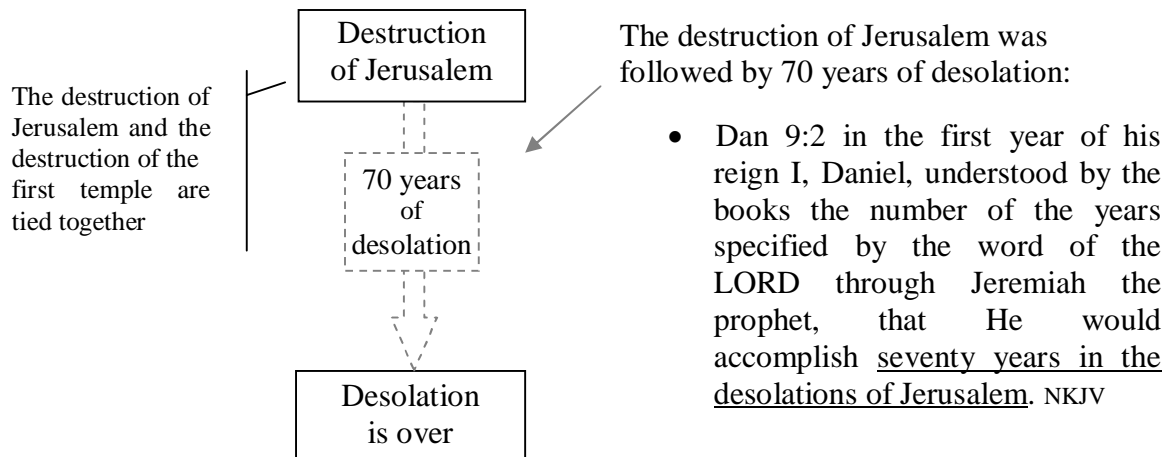 Destruction
of Jerusalem
The destruction of
Jerusalem and the
destruction of the
first temple are
tied together
70 years
of
desolation
Desolation
is over
The destruction of Jerusalem was
followed by 70 years of desolation:
• Dan 9:2 in the first year of his
reign I, Daniel, understood by the
books the number of the years
specified by the word of the
LORD through Jeremiah the
prophet, that He would
accomplish seventy years in the
desolations of Jerusalem. NKJV